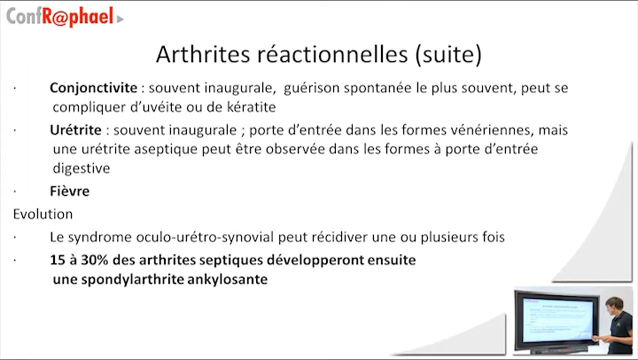 ConfR@phael
Arthrites réactionnelles (suite)
· Conjonctivite : souvent inaugurale, guérison spontanée le plus souvent, peut se
compliquer d'uvéite ou de kératite
· Urétrite : souvent inaugurale ; porte d'entrée dans les formes vénériennes, mais
une urétrite aseptique peut être observée dans les formes à porte d'entrée
digestive
· Fièvre
Evolution
· Le syndrome oculo-urétro-synovial peut récidiver une ou plusieurs fois
· 15 à 30% des arthrites septiques développeront ensuite
une spondylarthrite ankylosante